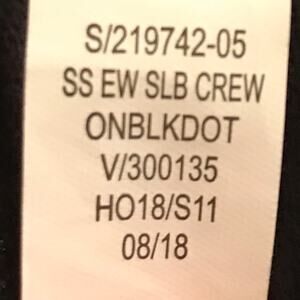 S/219742-05
SS EW SLB CREW
ONBLKDOT
V/300135
HO18/S11
08/18